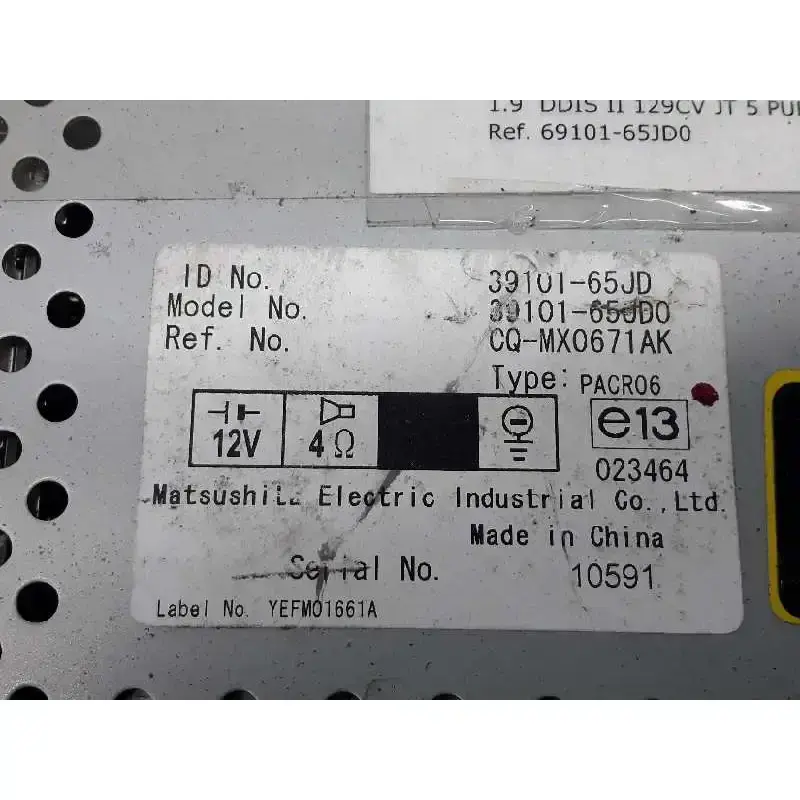 1.9 DDIS II 129CV JT 5
Ref. 69101-65JD0
ID No. 39101-65JD
Model No. 39101-65JD0
Ref. No. CQ-MX0671AK
Type: PACR06
12V 4Ω e13
023464
Matsushita Electric Industrial Co.,Ltd.
Made in China
Serial No. 10591
Label No. YEFM01661A